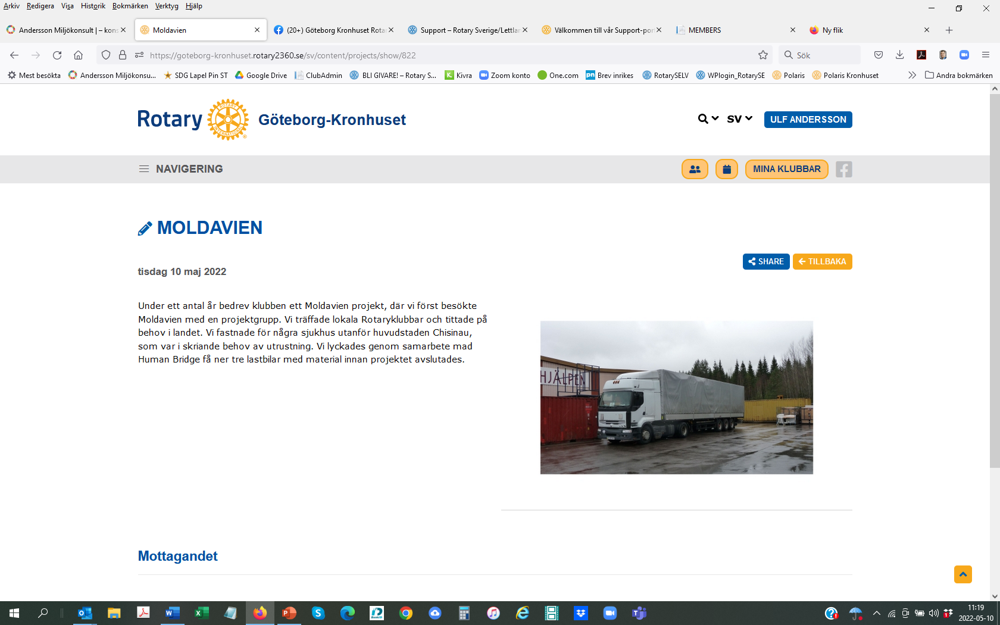 Arkiv Redigera Visa Historik Bokmärken Verktyg Hjälp
Andersson Miljökonsult | – kons
Moldavien
(20+) Göteborg Kronhuset Rota
Support – Rotary Sverige/Lettlan
Välkommen till vår Support-port
MEMBERS
Ny flik
https://goteborg-kronhuset.rotary2360.se/sv/content/projects/show/822
Sök
Mest besökta Andersson Miljökonsu... SDG Lapel Pin ST Google Drive ClubAdmin BLI GIVARE! – Rotary S... Kivra Zoom konto One.com Brev inrikes RotarySELV WPlogin_RotarySE Polaris Polaris Kronhuset Andra bokmärken
Rotary Göteborg-Kronhuset
SV
ULF ANDERSSON
NAVIGERING
MINA KLUBBAR
MOLDAVIEN
SHARE TILLBAKA
tisdag 10 maj 2022
Under ett antal år bedrev klubben ett Moldavien projekt, där vi först besökte
Moldavien med en projektgrupp. Vi träffade lokala Rotaryklubbar och tittade på
behov i landet. Vi fastnade för några sjukhus utanför huvudstaden Chisinau,
som var i skriande behov av utrustning. Vi lyckades genom samarbete mad
Human Bridge få ner tre lastbilar med material innan projektet avslutades.
HJÄLPEN
Mottagandet
11:19
2022-05-10